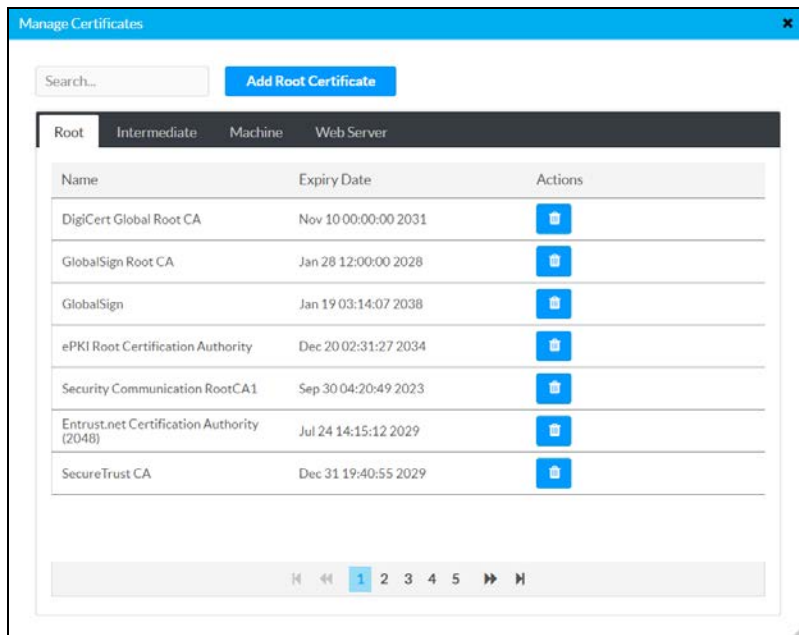 Manage Certificates
Search...
Add Root Certificate
Root Intermediate Machine Web Server
Name Expiry Date Actions
DigiCert Global Root CA Nov 10 00:00:00 2031
GlobalSign Root CA Jan 28 12:00:00 2028
GlobalSign Jan 19 03:14:07 2038
ePKI Root Certification Authority Dec 20 02:31:27 2034
Security Communication RootCA1 Sep 30 04:20:49 2023
Entrust.net Certification Authority
(2048) Jul 24 14:15:12 2029
SecureTrust CA Dec 31 19:40:55 2029
1 2 3 4 5